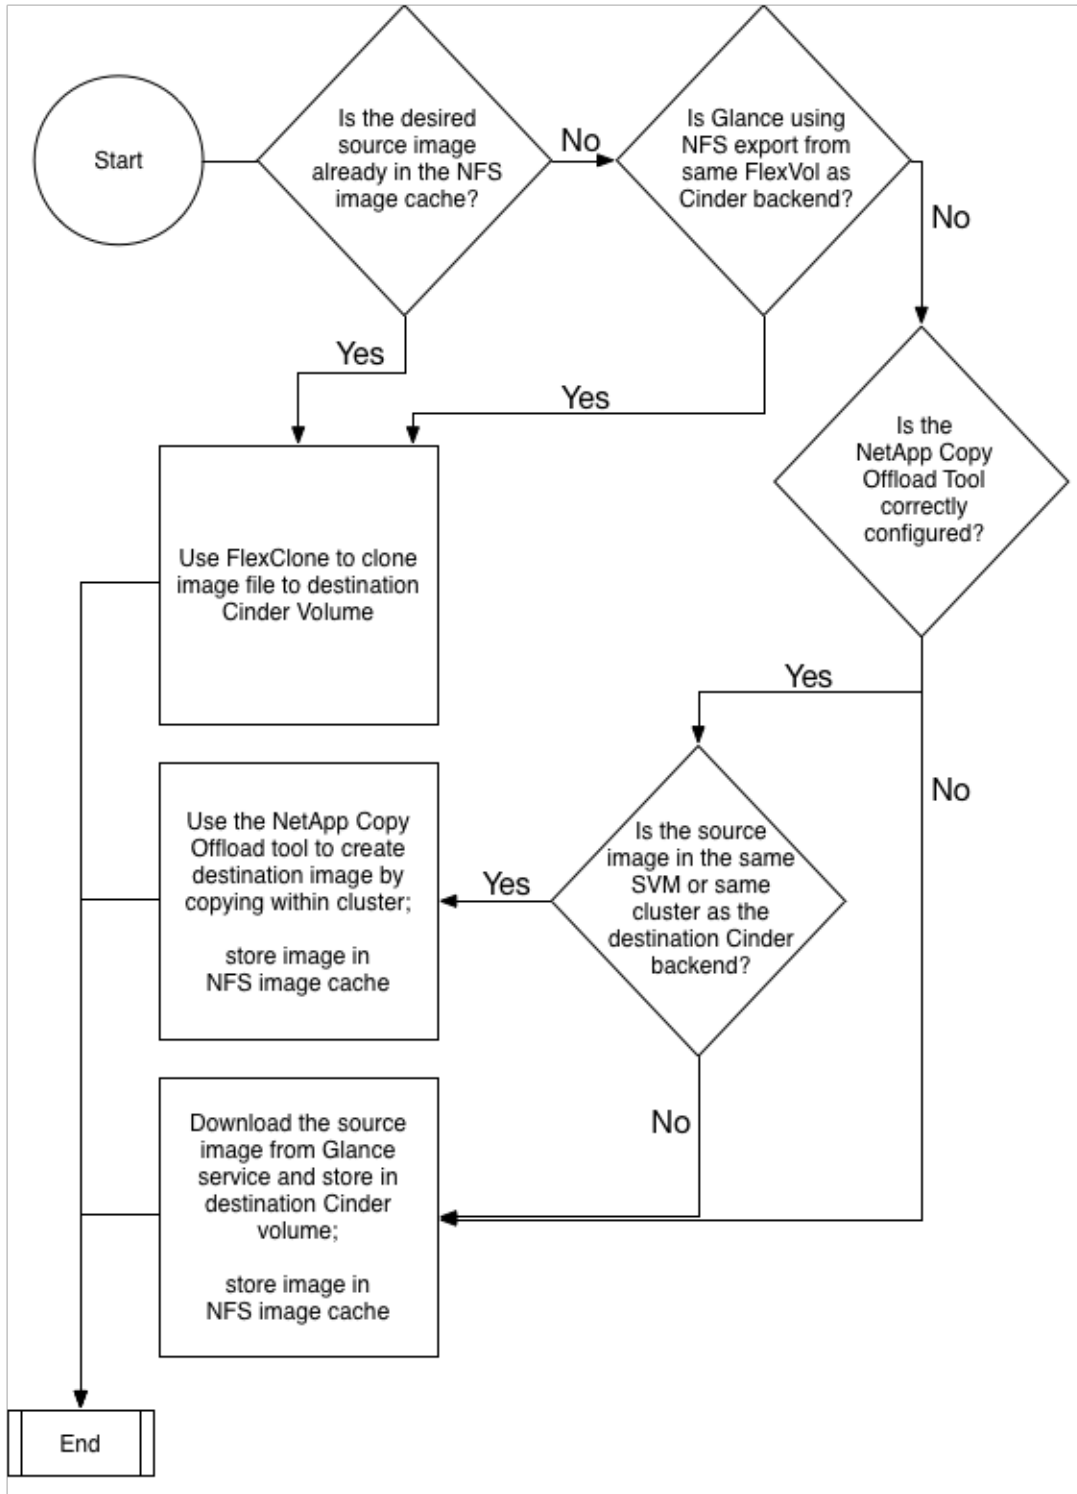 Start
Is the desired
source image
already in the NFS
image cache?
No
Is Glance using
NFS export from
same FlexVol as
Cinder backend?
No
Yes
Yes
Is the
NetApp Copy
Offload Tool
correctly
configured?
Use FlexClone to clone
image file to destination
Cinder Volume
Yes
No
Use the NetApp Copy
Offload tool to create
destination image by
copying within cluster;
store image in
NFS image cache
Yes
Is the source
image in the same
SVM or same
cluster as the
destination Cinder
backend?
No
Download the source
image from Glance
service and store in
destination Cinder
volume;
store image in
NFS image cache
End